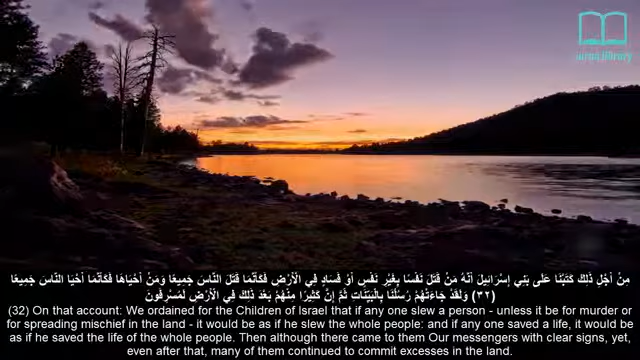 مِنْ أَجْلِ ذَلِكَ كَتَبْنَا عَلَى بَنِي إِسْرَائِيلَ أَنَّهُ مَنْ قَتَلَ نَفْسًا بِغَيْرِ نَفْسٍ أَوْ فَسَادٍ فِي الْأَرْضِ فَكَأَنَّمَا قَتَلَ النَّاسَ جَمِيعًا وَمَنْ أَحْيَاهَا فَكَأَنَّمَا أَحْيَا النَّاسَ جَمِيعًا
وَلَقَدْ جَاءَتْهُمْ رُسُلُنَا بِالْبَيِّنَاتِ ثُمَّ إِنَّ كَثِيرًا مِنْهُمْ بَعْدَ ذَلِكَ فِي الْأَرْضِ لَمُسْرِفُونَ (٣٢)
(32) On that account: We ordained for the Children of Israel that if any one slew a person - unless it be for murder or
for spreading mischief in the land - it would be as if he slew the whole people: and if any one saved a life, it would be
as if he saved the life of the whole people. Then although there came to them Our messengers with clear signs, yet,
even after that, many of them continued to commit excesses in the land.